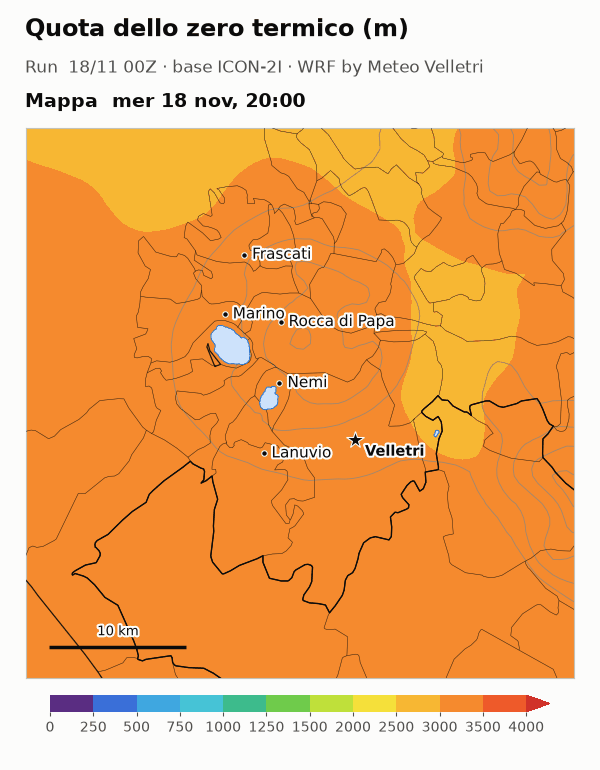 Quota dello zero termico (m)
Run  18/11 00Z · base ICON-2I · WRF by Meteo Velletri
Mappa  mer 18 nov, 20:00
Frascati
Marino
Rocca di Papa
Nemi
Velletri
Lanuvio
10 km
0 250 500 750 1000 1250 1500 2000 2500 3000 3500 4000